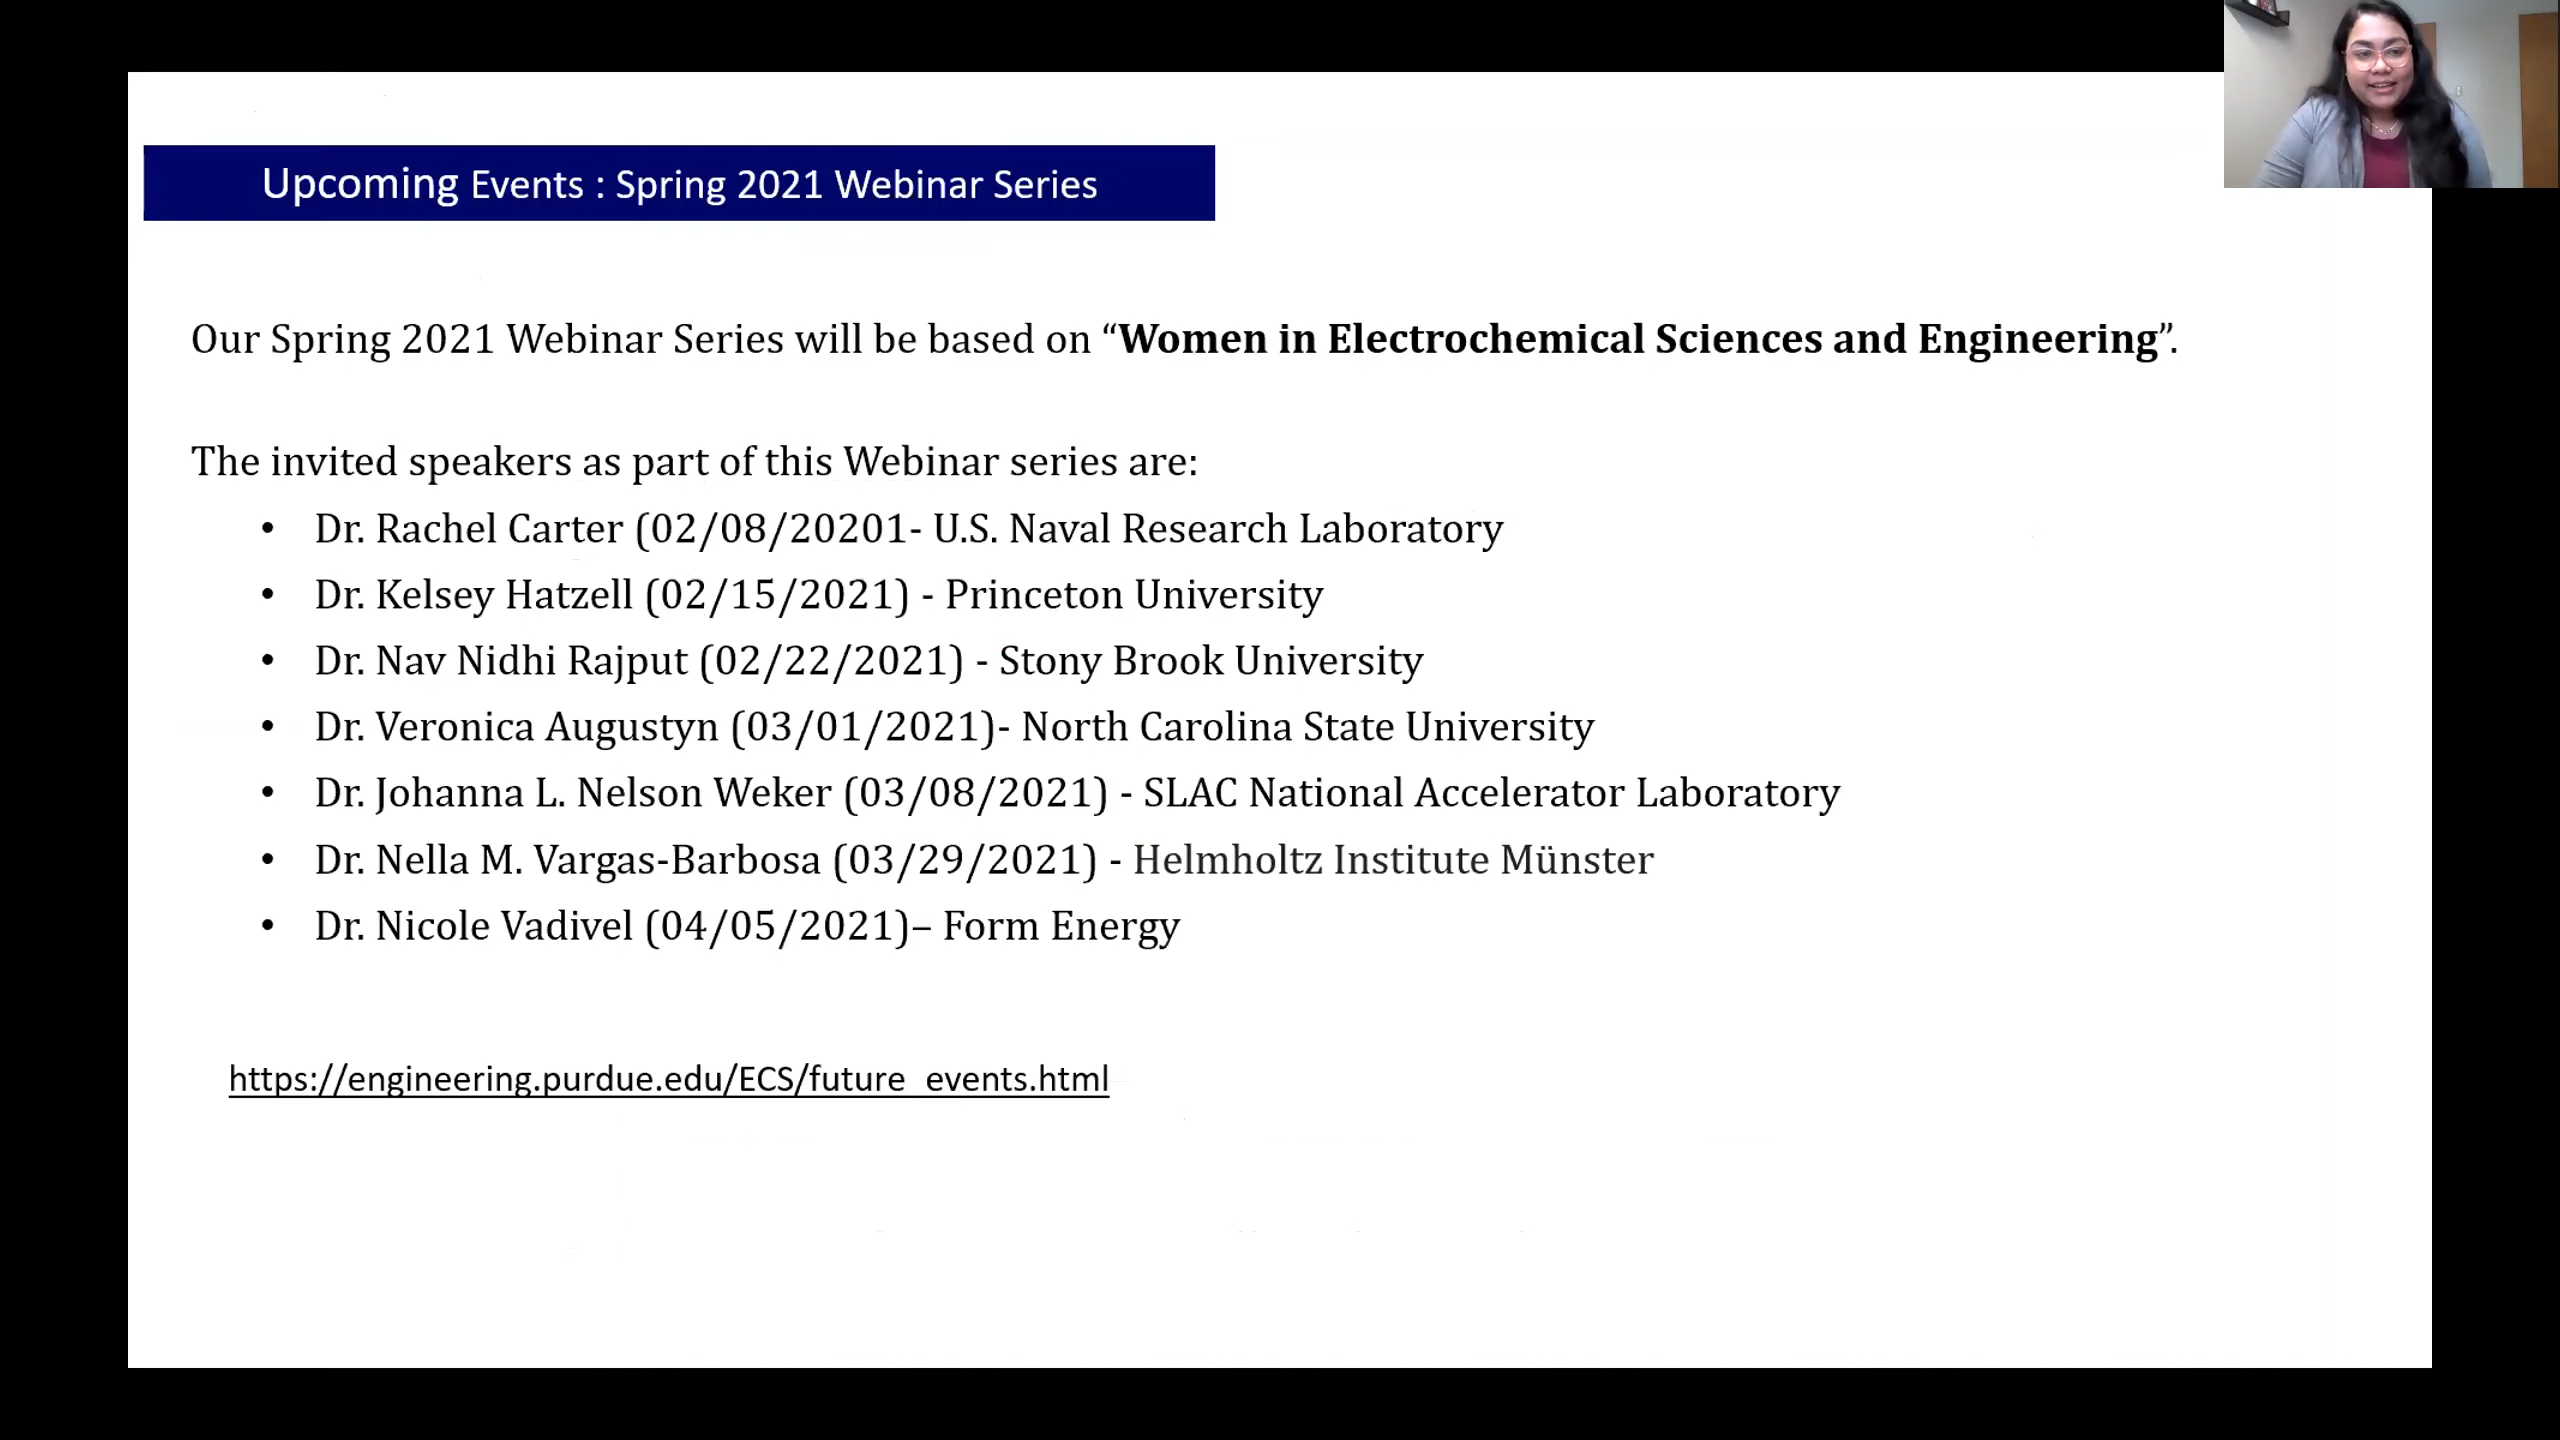 Upcoming Events : Spring 2021 Webinar Series
Our Spring 2021 Webinar Series will be based on “Women in Electrochemical Sciences and Engineering”.
The invited speakers as part of this Webinar series are:
• Dr. Rachel Carter (02/08/20201- U.S. Naval Research Laboratory
• Dr. Kelsey Hatzell (02/15/2021) - Princeton University
• Dr. Nav Nidhi Rajput (02/22/2021) - Stony Brook University
• Dr. Veronica Augustyn (03/01/2021)- North Carolina State University
• Dr. Johanna L. Nelson Weker (03/08/2021) - SLAC National Accelerator Laboratory
• Dr. Nella M. Vargas-Barbosa (03/29/2021) - Helmholtz Institute Münster
• Dr. Nicole Vadivel (04/05/2021)– Form Energy
https://engineering.purdue.edu/ECS/future_events.html